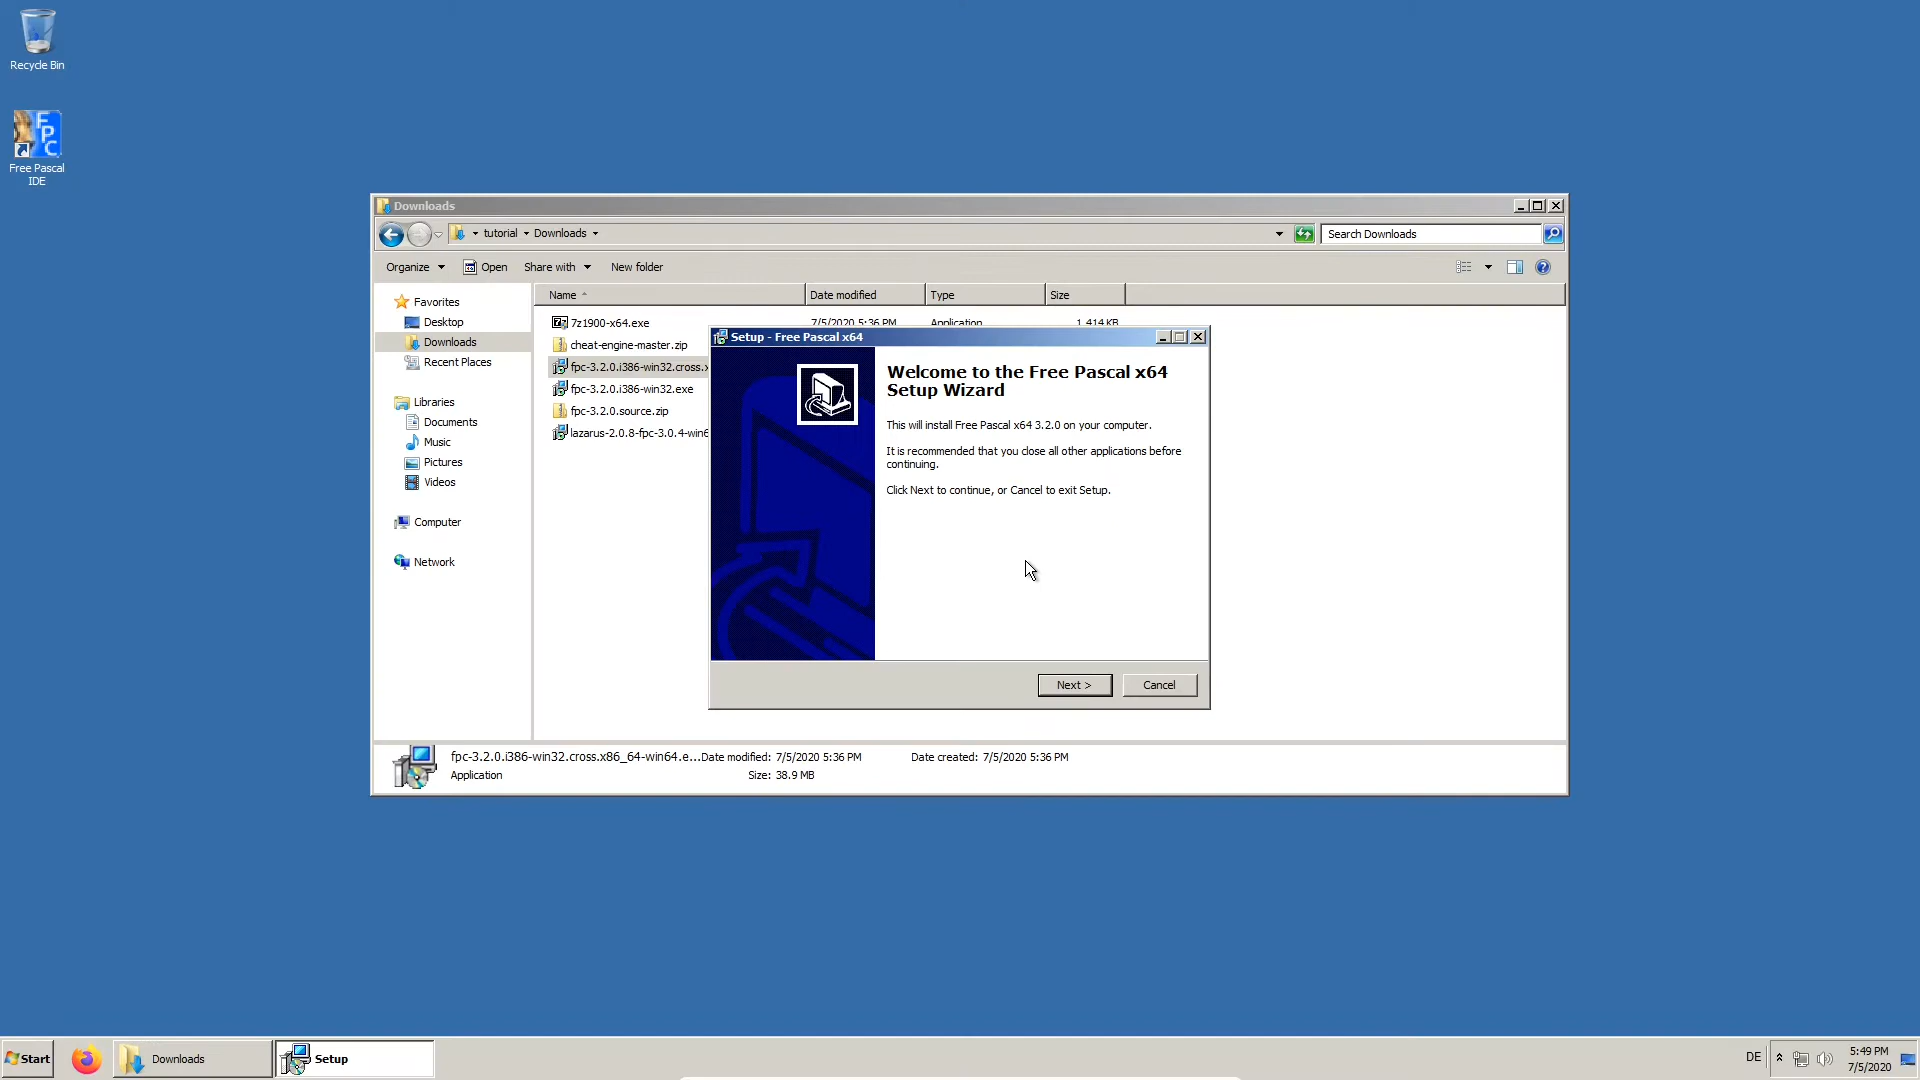 Recycle Bin
Free Pascal
IDE
Downloads
tutorial
Downloads
Search Downloads
Organize
Open
Share with
New folder
Favorites
Desktop
Downloads
Recent Places
Libraries
Documents
Music
Pictures
Videos
Computer
Network
Name
Date modified
Type
Size
7z1900-x64.exe
7/5/2020 5:36 PM
Application
1 414 KB
cheat-engine-master.zip
fpc-3.2.0.i386-win32.cross.x
fpc-3.2.0.i386-win32.exe
fpc-3.2.0.source.zip
lazarus-2.0.8-fpc-3.0.4-win6
Setup - Free Pascal x64
Welcome to the Free Pascal x64
Setup Wizard
This will install Free Pascal x64 3.2.0 on your computer.
It is recommended that you close all other applications before
continuing.
Click Next to continue, or Cancel to exit Setup.
Next >
Cancel
fpc-3.2.0.i386-win32.cross.x86_64-win64.e...
Date modified: 7/5/2020 5:36 PM
Date created: 7/5/2020 5:36 PM
Application
Size: 38.9 MB
Start
Downloads
Setup
DE
5:49 PM
7/5/2020